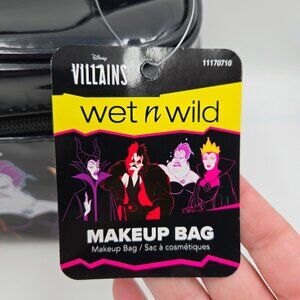 Disney
VILLAINS
11170710
wet n wild
MAKEUP BAG
Makeup Bag / Sac à cosmétiques